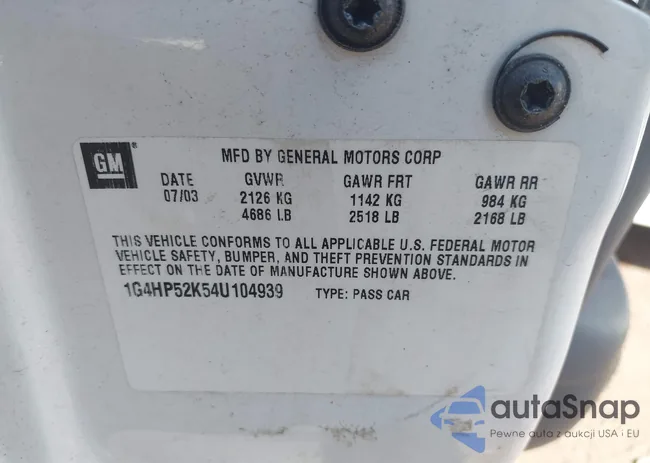 GM
MFD BY GENERAL MOTORS CORP
DATE GVWR GAWR FRT GAWR RR
07/03 2126 KG 1142 KG 984 KG
4686 LB 2518 LB 2168 LB
THIS VEHICLE CONFORMS TO ALL APPLICABLE U.S. FEDERAL MOTOR
VEHICLE SAFETY, BUMPER, AND THEFT PREVENTION STANDARDS IN
EFFECT ON THE DATE OF MANUFACTURE SHOWN ABOVE.
1G4HP52K54U104939 TYPE: PASS CAR
autoSnap
Pewne auta z aukcji USA i EU